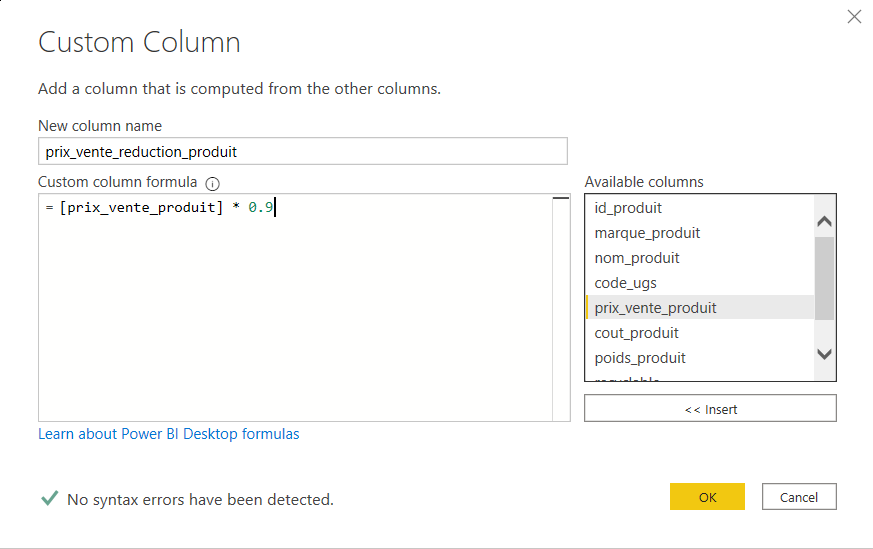 Custom Column
Add a column that is computed from the other columns.
New column name
prix_vente_reduction_produit
Custom column formula
= [prix_vente_produit] * 0.9
Available columns
id_produit
marque_produit
nom_produit
code_ugs
prix_vente_produit
cout_produit
poids_produit
<< Insert
Learn about Power BI Desktop formulas
No syntax errors have been detected.
OK
Cancel